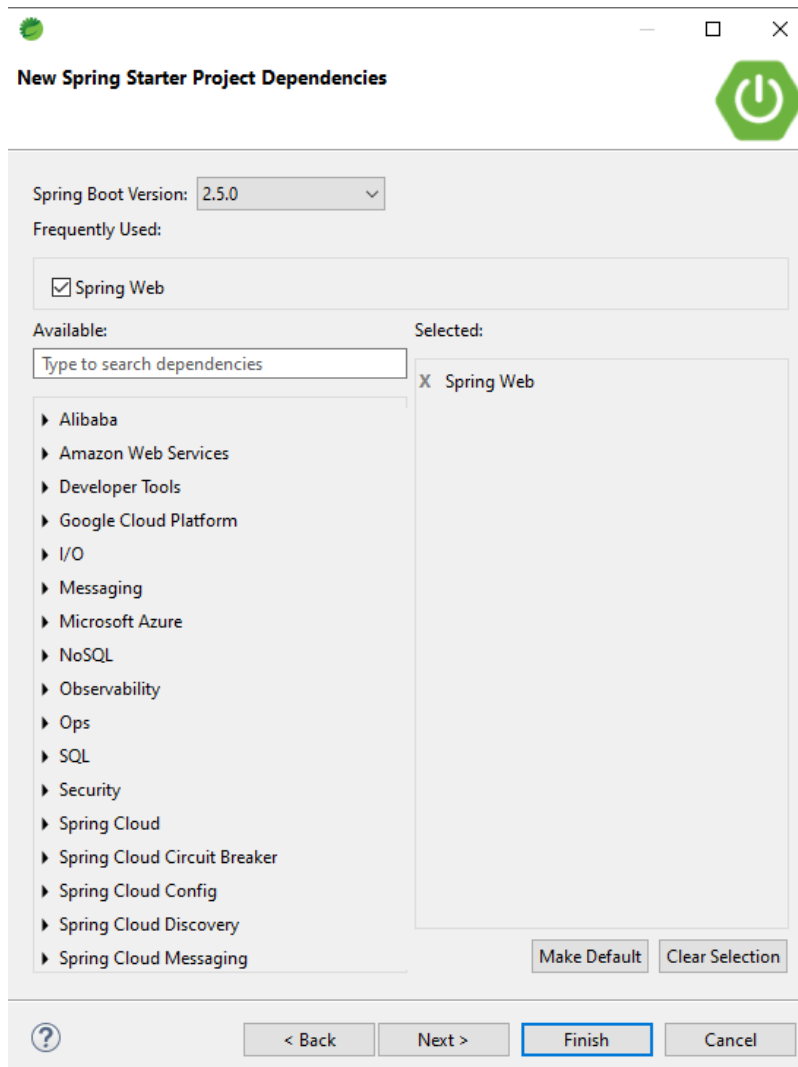 New Spring Starter Project Dependencies
Spring Boot Version: 2.5.0
Frequently Used:
Spring Web
Available:
Selected:
Type to search dependencies
X Spring Web
Alibaba
Amazon Web Services
Developer Tools
Google Cloud Platform
I/O
Messaging
Microsoft Azure
NoSQL
Observability
Ops
SQL
Security
Spring Cloud
Spring Cloud Circuit Breaker
Spring Cloud Config
Spring Cloud Discovery
Spring Cloud Messaging
Make Default
Clear Selection
?
< Back
Next >
Finish
Cancel